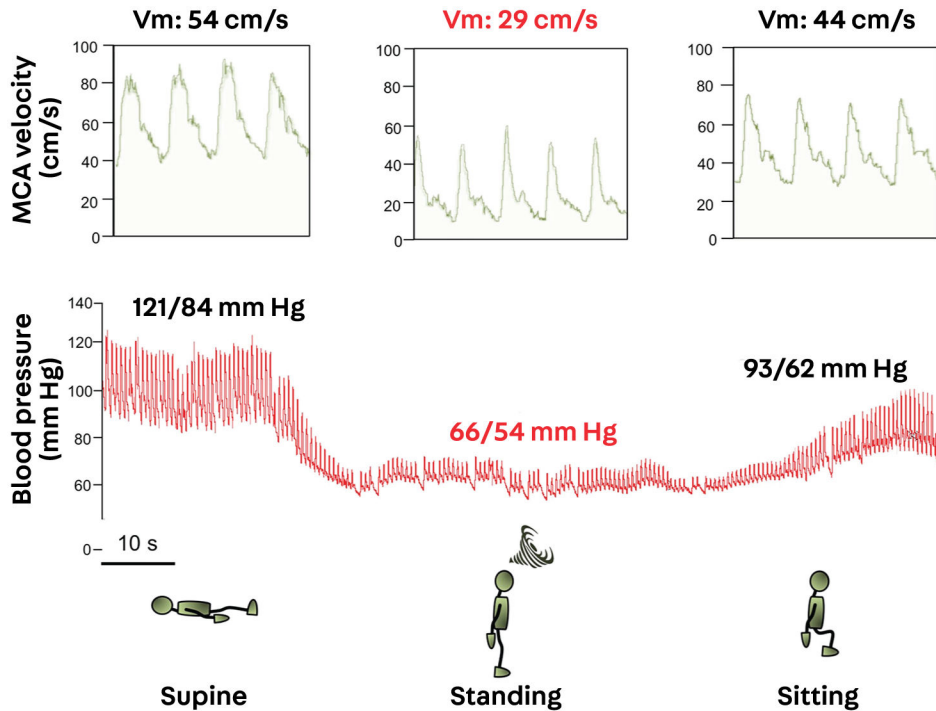 Vm: 54 cm/s
Vm: 29 cm/s
Vm: 44 cm/s
MCA velocity
(cm/s)
100
80
60
40
20
0
100
80
60
40
20
0
100
80
60
40
20
0
Blood pressure
(mm Hg)
140
120
100
80
60
0
121/84 mm Hg
66/54 mm Hg
93/62 mm Hg
10 s
Supine
Standing
Sitting